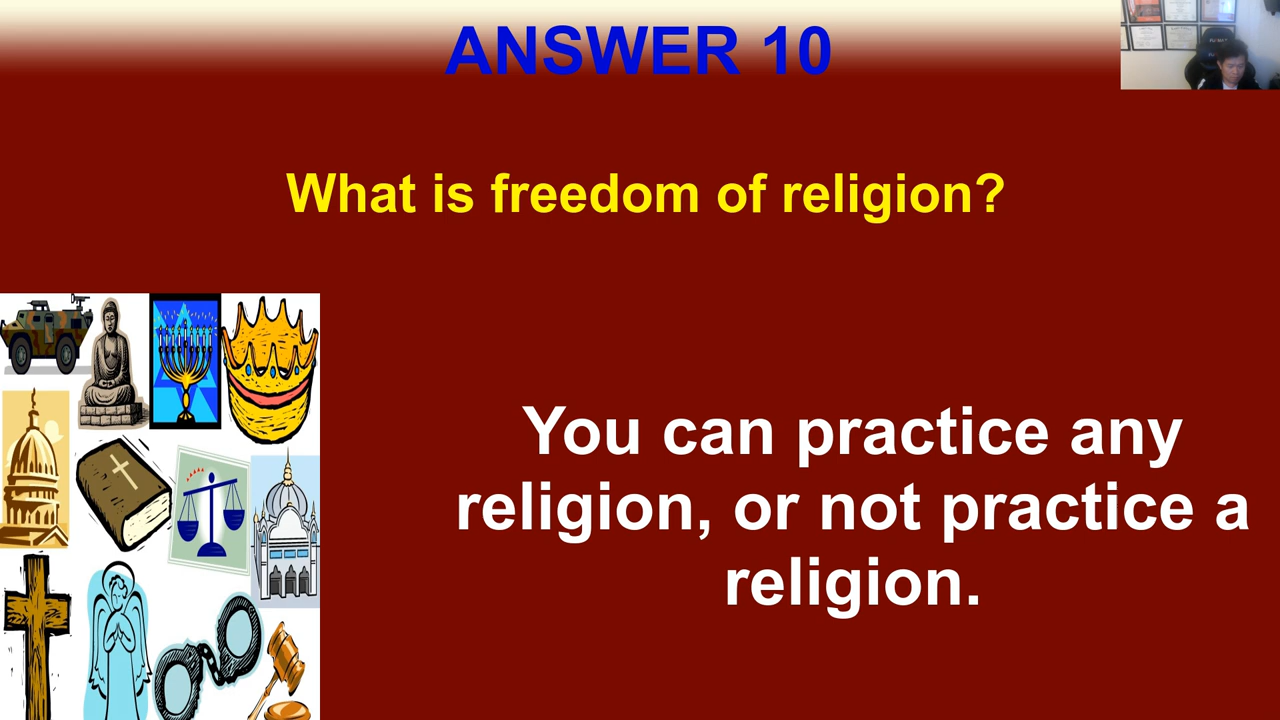 ANSWER 10
What is freedom of religion?
You can practice any
religion, or not practice a
religion.